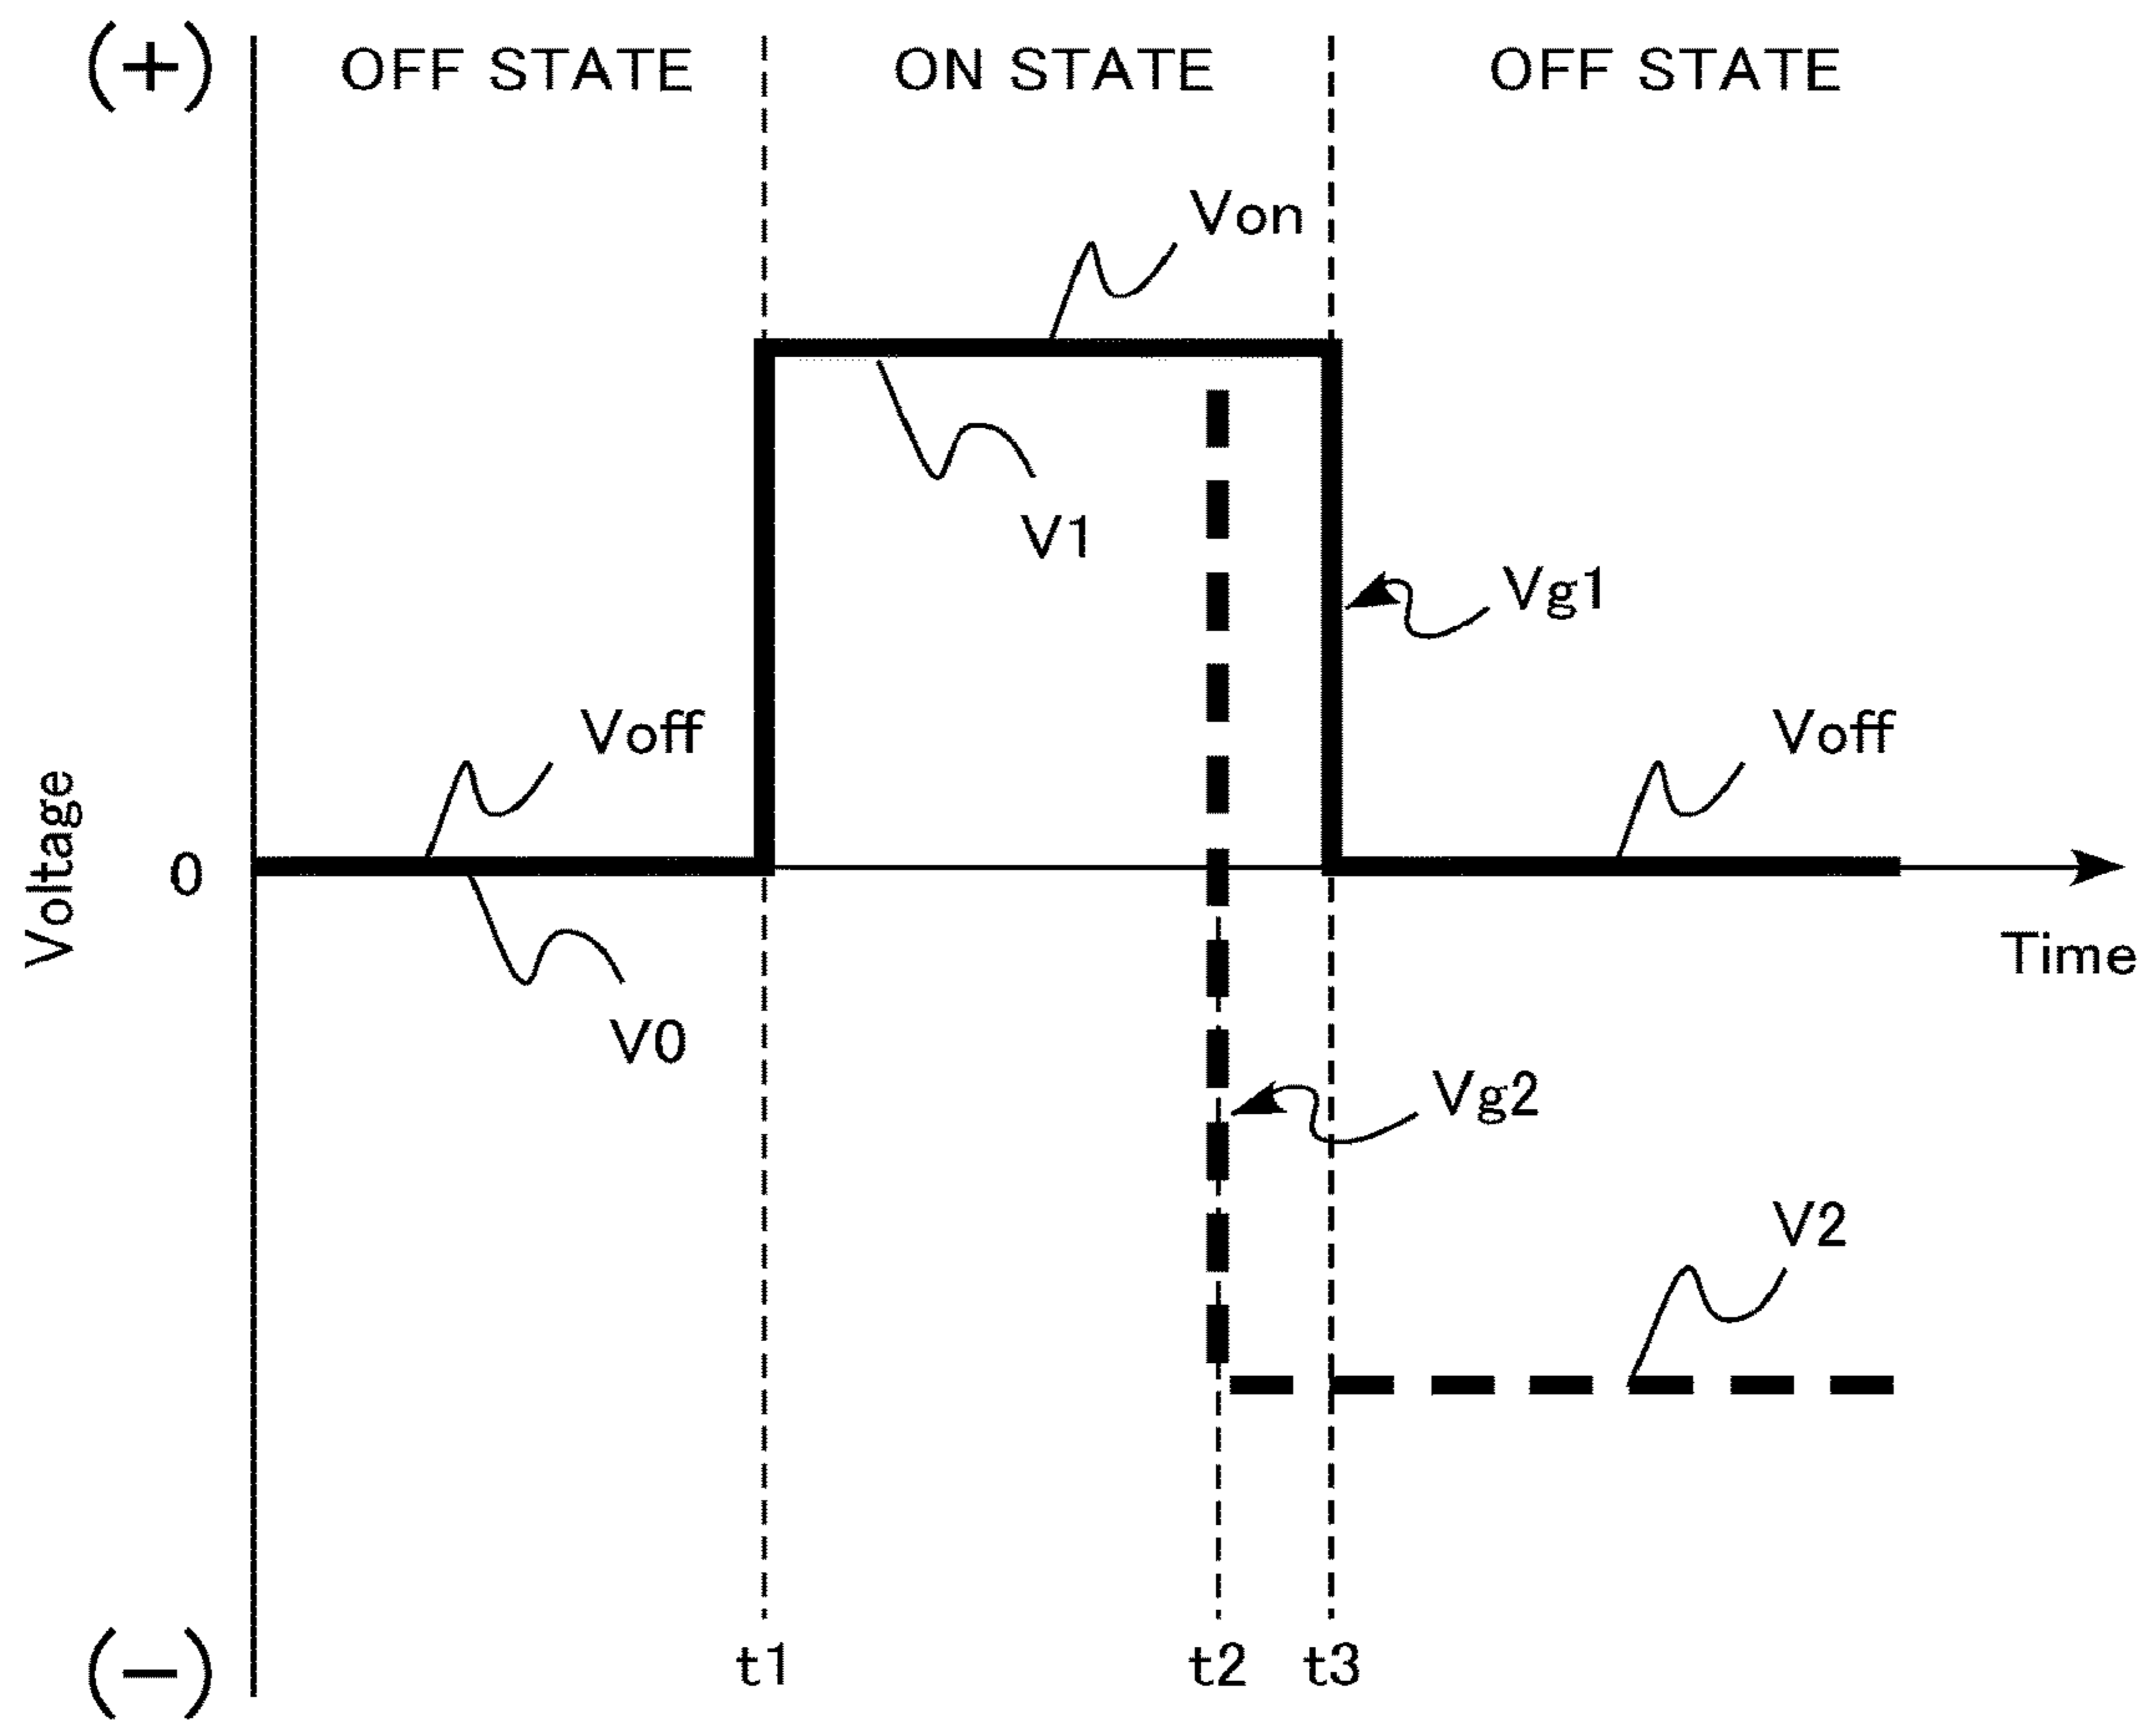 (+)
OFF STATE
ON STATE
OFF STATE
Von
V1
Vg1
Voff
Voff
Voltage
0
Time
V0
Vg2
V2
(−)
t1
t2
t3